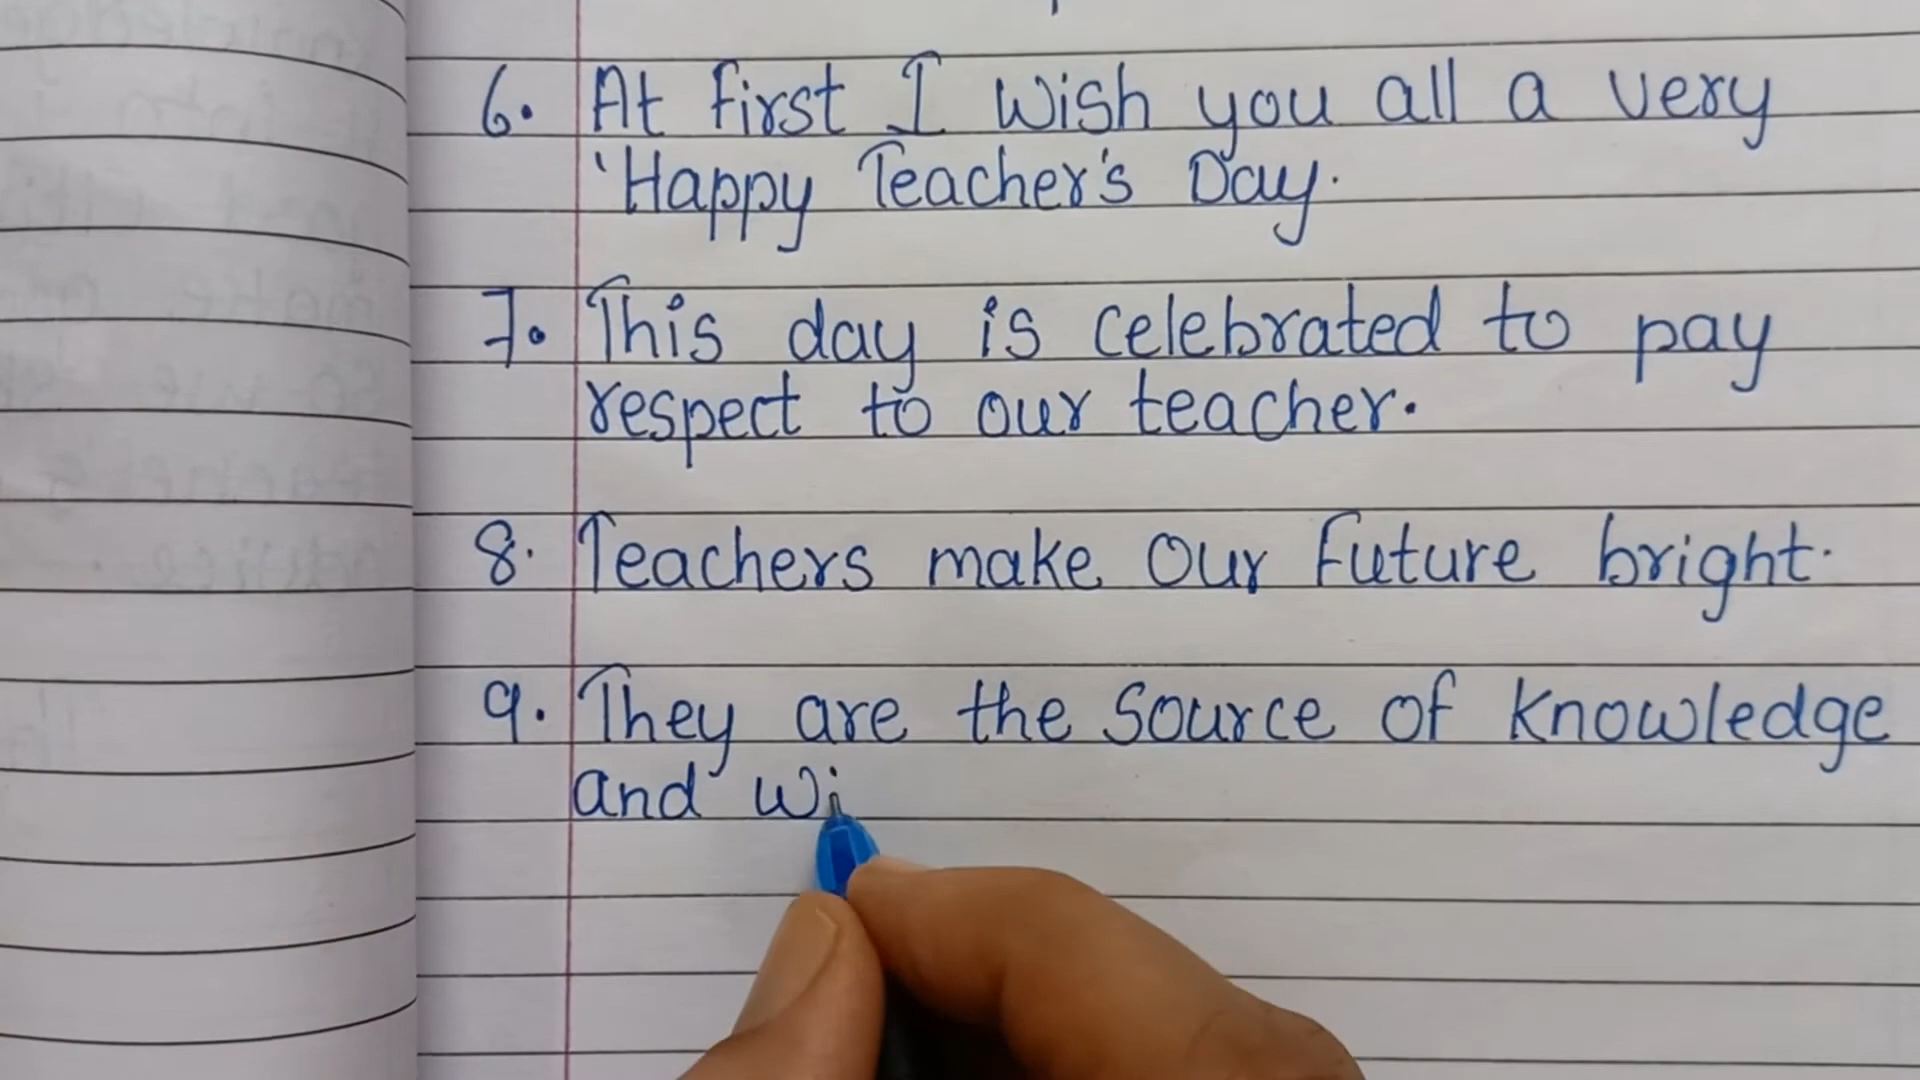 6. At first I wish you all a very
'Happy Teacher's Day.
7. This day is celebrated to pay
respect to our teacher.
8. Teachers make our future bright.
9. They are the source of knowledge
and wi